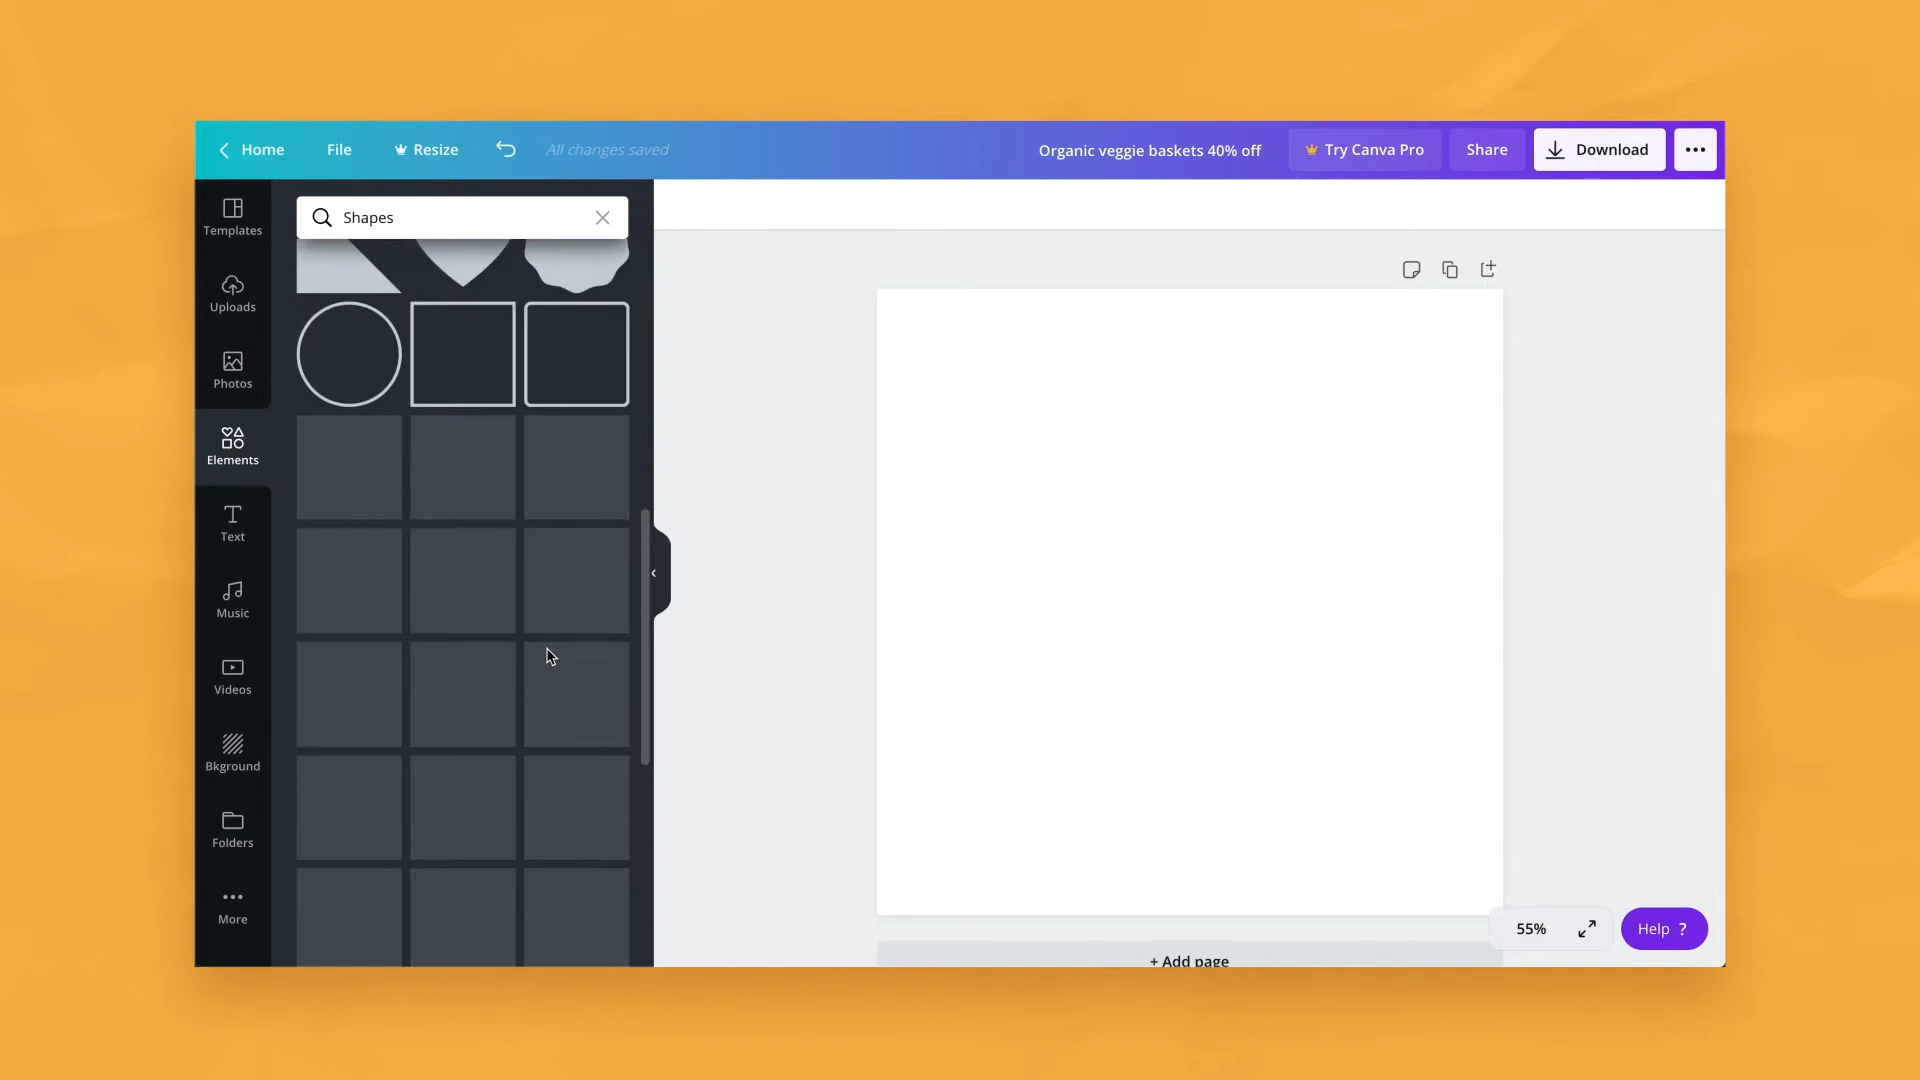 Home
File
Resize
All changes saved
Organic veggie baskets 40% off
Try Canva Pro
Share
Download
Shapes
Templates
Uploads
Photos
Elements
Text
Music
Videos
Bkground
Folders
More
+ Add page
55%
Help ?